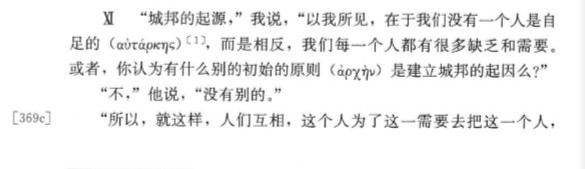 Ⅺ “城邦的起源，”我说，“以我所见，在于我们没有一个人是自
足的（αὐτάρκης）[1]，而是相反，我们每一个人都有很多缺乏和需要。
或者，你认为有什么别的初始的原则（ἀρχὴν）是建立城邦的起因么？”
“不，”他说，“没有别的。”
[369c] “所以，就这样，人们互相，这个人为了这一需要去把这一个人，